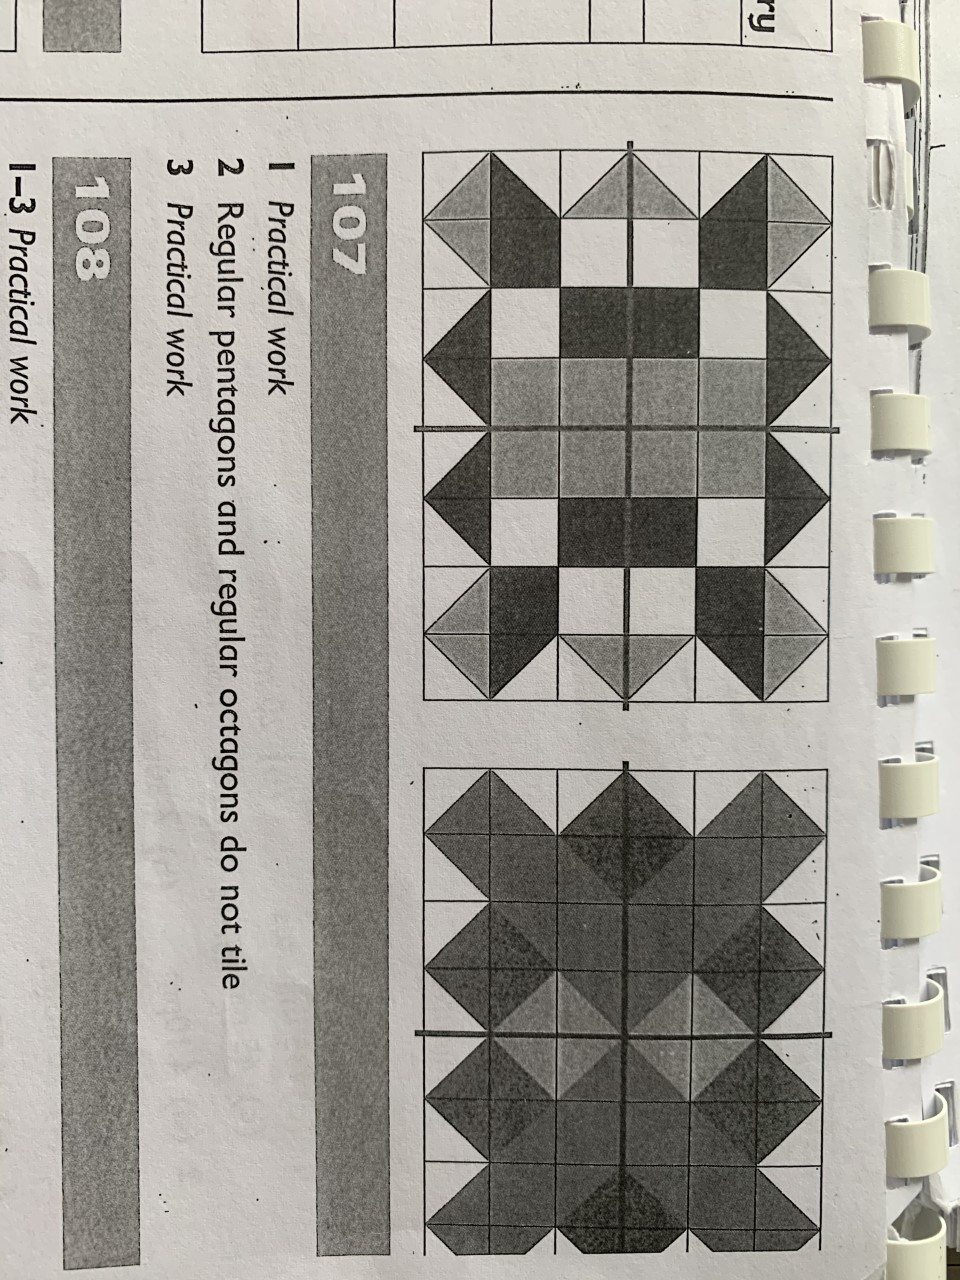 ry
107
1 Practical work
2 Regular pentagons and regular octagons do not tile
3 Practical work
108
1–3 Practical work